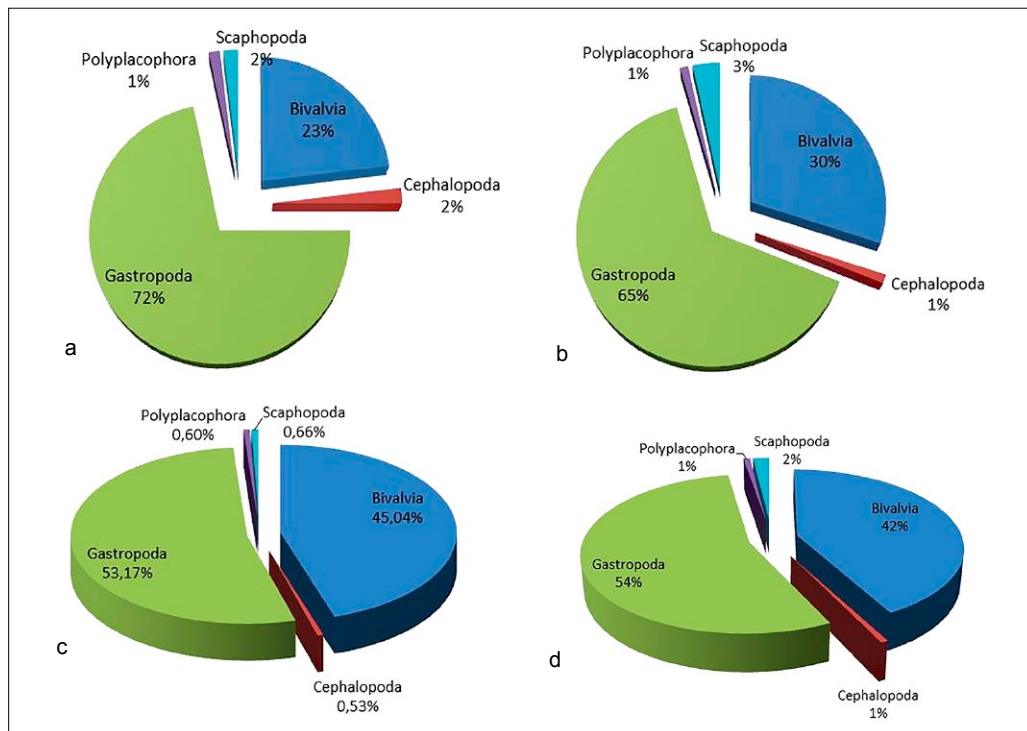 Polyplacophora
1%
Scaphopoda
2%
Bivalvia
23%
Cephalopoda
2%
Gastropoda
72%
a
Polyplacophora
1%
Scaphopoda
3%
Bivalvia
30%
Cephalopoda
1%
Gastropoda
65%
b
Polyplacophora
0,60%
Scaphopoda
0,66%
Bivalvia
45,04%
Gastropoda
53,17%
Cephalopoda
0,53%
c
Polyplacophora
1%
Scaphopoda
2%
Bivalvia
42%
Gastropoda
54%
Cephalopoda
1%
d